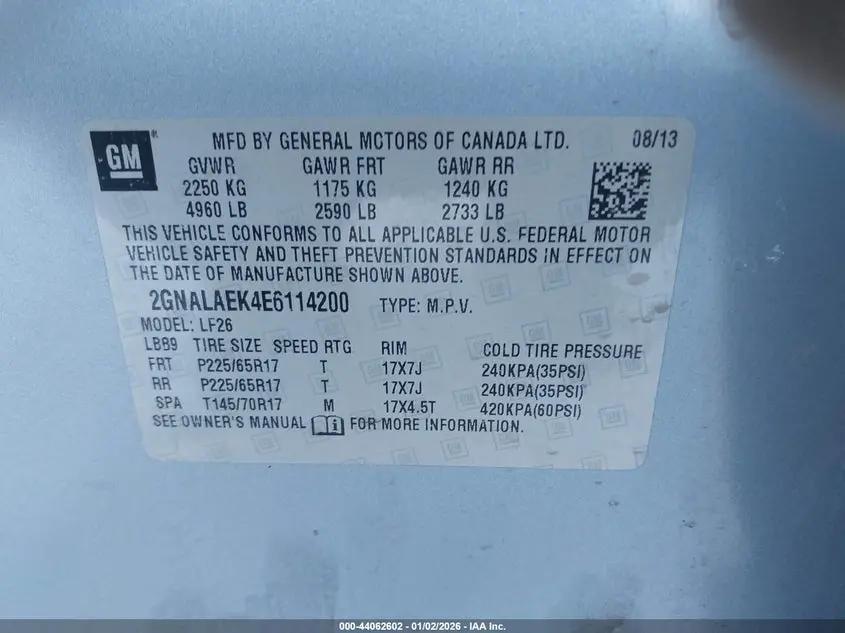 GM® MFD BY GENERAL MOTORS OF CANADA LTD. 08/13
GVWR GAWR FRT GAWR RR
2250 KG 1175 KG 1240 KG
4960 LB 2590 LB 2733 LB
THIS VEHICLE CONFORMS TO ALL APPLICABLE U.S. FEDERAL MOTOR
VEHICLE SAFETY AND THEFT PREVENTION STANDARDS IN EFFECT ON
THE DATE OF MANUFACTURE SHOWN ABOVE.
2GNALAEK4E6114200 TYPE: M.P.V.
MODEL: LF26
LB89 TIRE SIZE SPEED RTG RIM COLD TIRE PRESSURE
FRT P225/65R17 T 17X7J 240KPA(35PSI)
RR P225/65R17 T 17X7J 240KPA(35PSI)
SPA T145/70R17 M 17X4.5T 420KPA(60PSI)
SEE OWNER'S MANUAL FOR MORE INFORMATION.
000-44062602 - 01/02/2026 - IAA Inc.